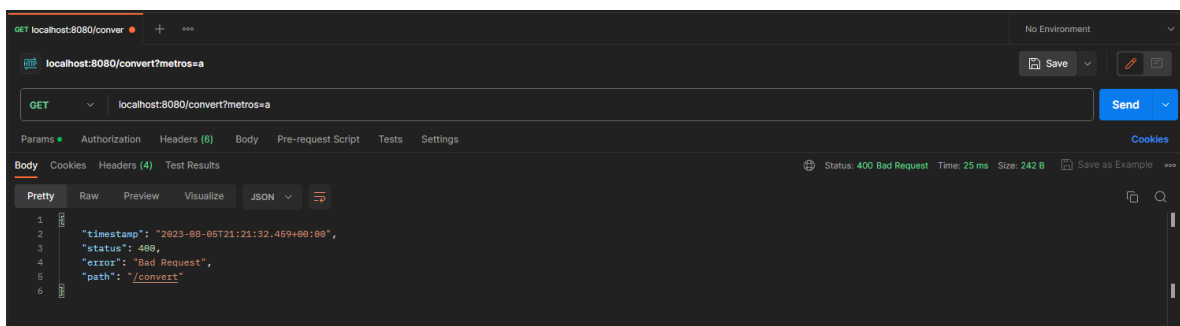 GET localhost:8080/conver No Environment
HTTP localhost:8080/convert?metros=a Save
GET localhost:8080/convert?metros=a Send
Params Authorization Headers (6) Body Pre-request Script Tests Settings Cookies
Body Cookies Headers (4) Test Results Status: 400 Bad Request Time: 25 ms Size: 242 B Save as Example
Pretty Raw Preview Visualize JSON
1 {
2 "timestamp": "2023-08-05T21:21:32.459+00:00",
3 "status": 400,
4 "error": "Bad Request",
5 "path": "/convert"
6 }